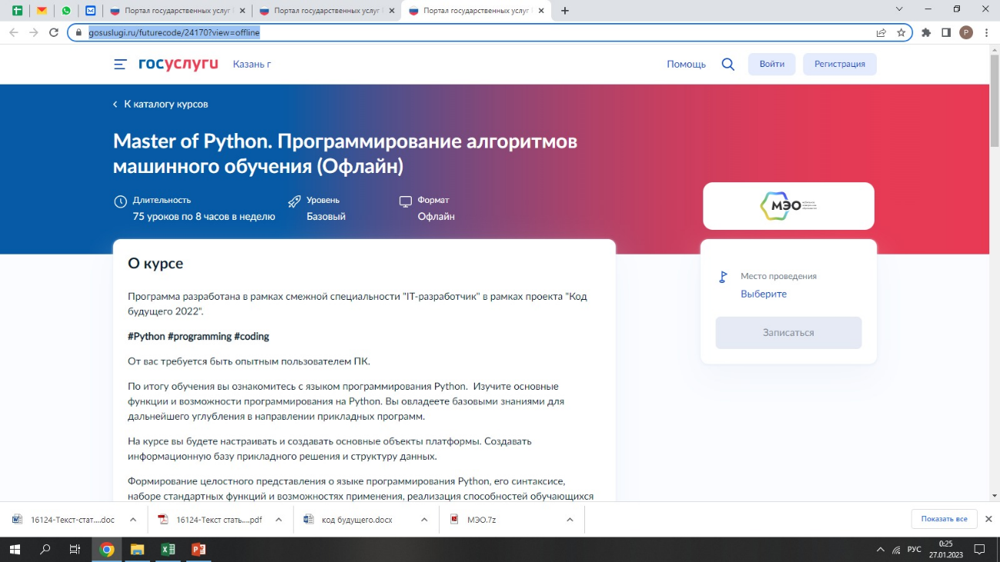 Портал государственных услуг
Портал государственных услуг
Портал государственных услуг
gosuslugi.ru/futurecode/24170?view=offline
P
госуслуги
Казань г
Помощь
Войти
Регистрация
К каталогу курсов
Master of Python. Программирование алгоритмов
машинного обучения (Офлайн)
Длительность
75 уроков по 8 часов в неделю
Уровень
Базовый
Формат
Офлайн
МЭО
О курсе
Программа разработана в рамках смежной специальности "IT-разработчик" в рамках проекта "Код
будущего 2022".
#Python #programming #coding
От вас требуется быть опытным пользователем ПК.
По итогу обучения вы ознакомитесь с языком программирования Python. Изучите основные
функции и возможности программирования на Python. Вы овладеете базовыми знаниями для
дальнейшего углубления в направлении прикладных программ.
На курсе вы будете настраивать и создавать основные объекты платформы. Создавать
информационную базу прикладного решения и структуру данных.
Формирование целостного представления о языке программирования Python, его синтаксисе,
наборе стандартных функций и возможностях применения, реализация способностей обучающихся
Место проведения
Выберите
Записаться
16124-Текст-стат....doc
16124-Текст стать....pdf
код будущего.docx
МЭО.7z
Показать все
РУС
0:25
27.01.2023